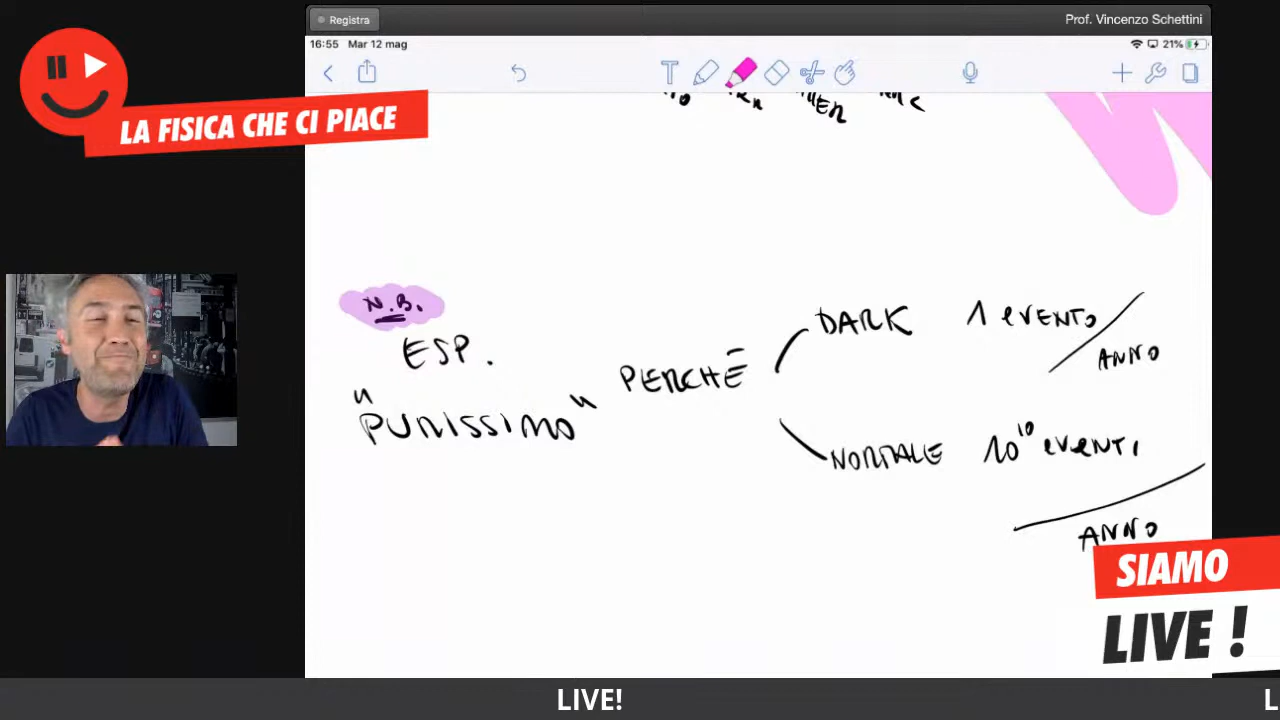 Registra
Prof. Vincenzo Schettini
16:55 Mar 12 mag
21%
LA FISICA CHE CI PIACE
N.B.
ESP.
"PURISSIMO"
PERCHÉ
DARK 1 EVENTO / ANNO
NORMALE 10¹⁰ EVENTI / ANNO
SIAMO
LIVE !
LIVE!
L